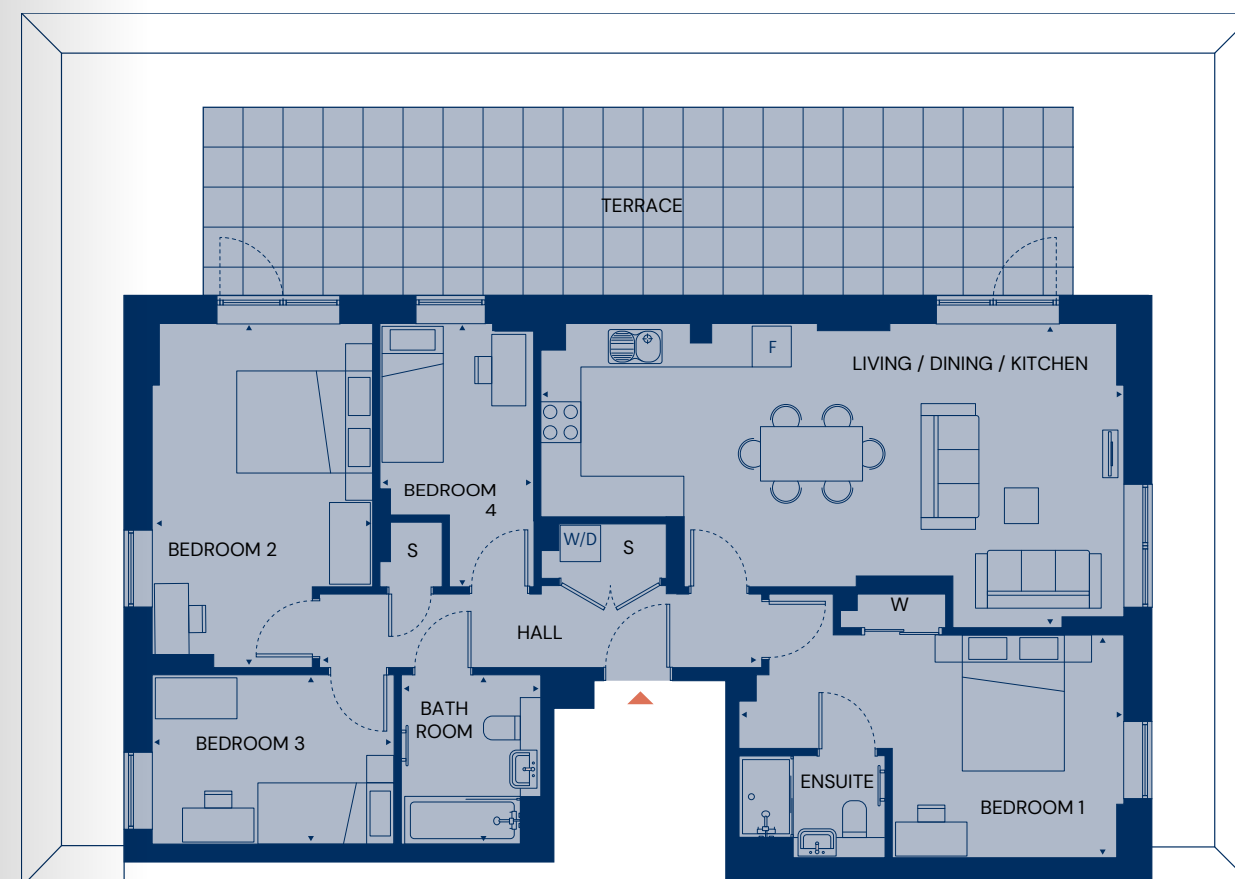 TERRACE
F
LIVING / DINING / KITCHEN
BEDROOM
4
BEDROOM 2
S
W/D
S
W
HALL
BATH
ROOM
BEDROOM 3
ENSUITE
BEDROOM 1